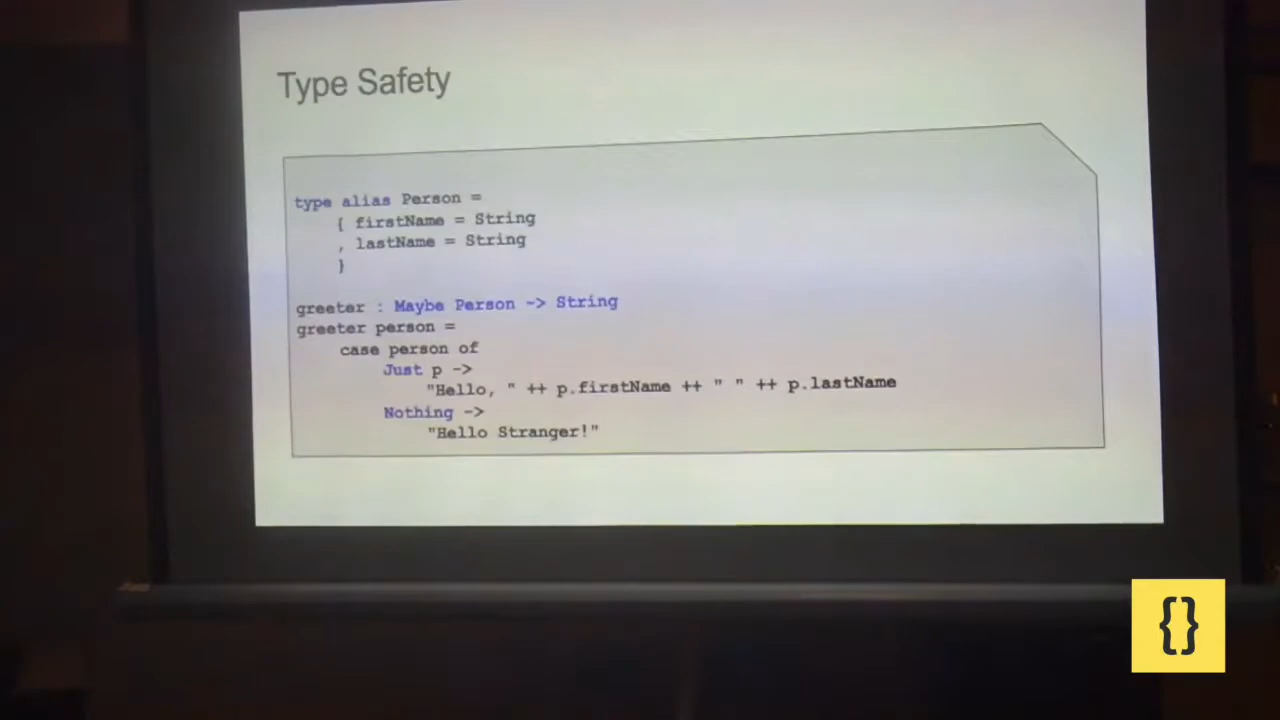 Type Safety
type alias Person =
    { firstName = String
    , lastName = String
    }
greeter : Maybe Person -> String
greeter person =
    case person of
        Just p ->
            "Hello, " ++ p.firstName ++ " " ++ p.lastName
        Nothing ->
            "Hello Stranger!"
{}